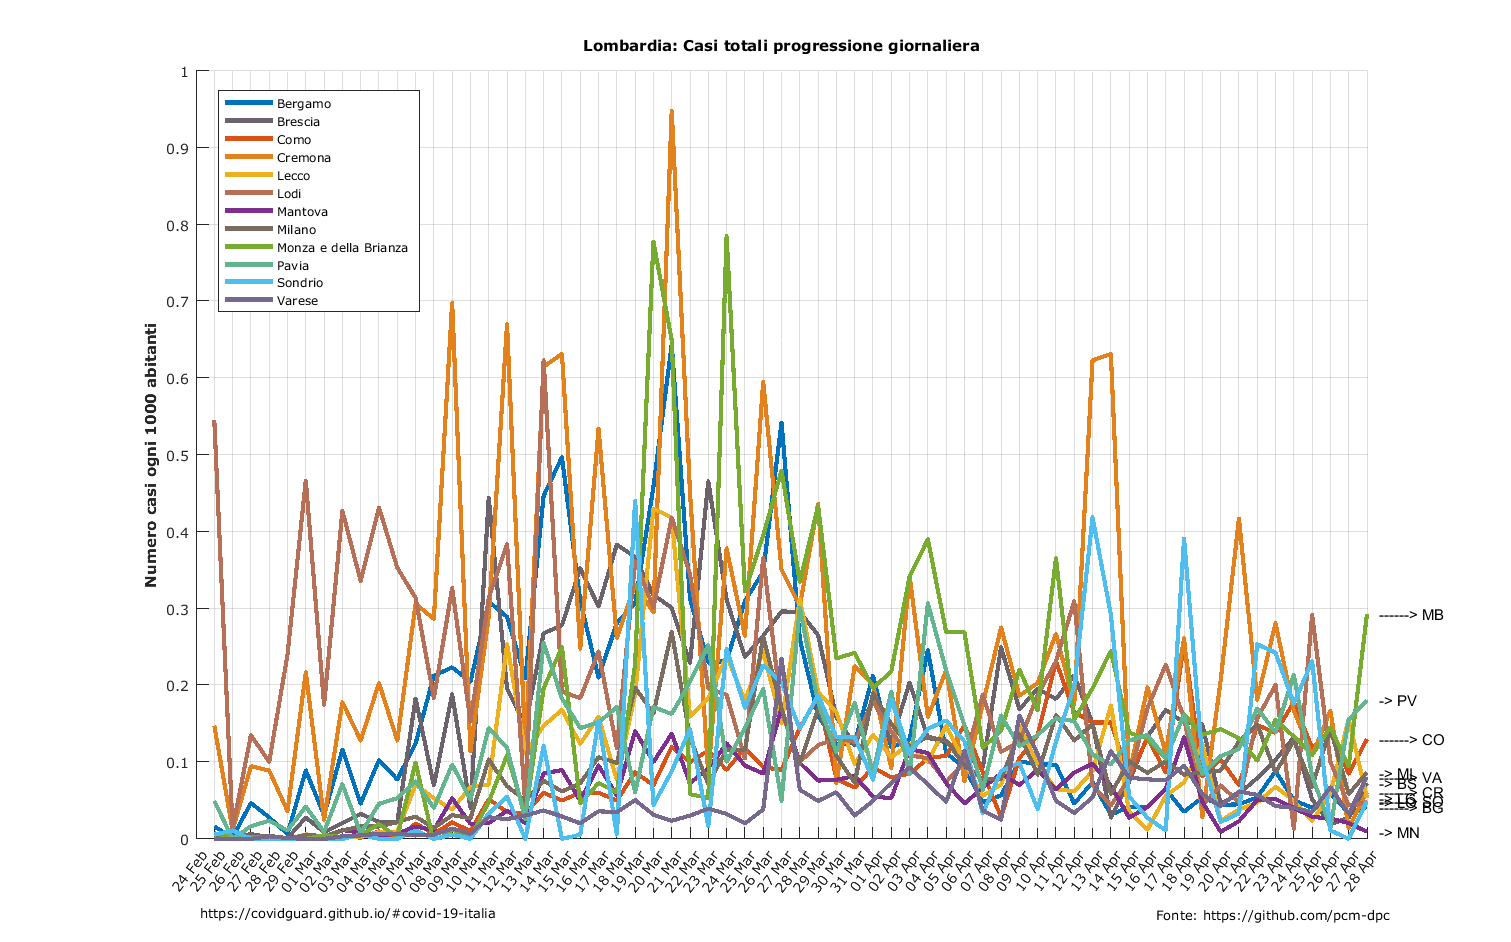 Lombardia: Casi totali progressione giornaliera
Numero casi ogni 1000 abitanti
1
0.9
0.8
0.7
0.6
0.5
0.4
0.3
0.2
0.1
0
Bergamo
Brescia
Como
Cremona
Lecco
Lodi
Mantova
Milano
Monza e della Brianza
Pavia
Sondrio
Varese
------> MB
-> PV
------> CO
-> MI
------> VA
-> BS
------> CR
------> SO
------> BG
-> MN
24 Feb
25 Feb
26 Feb
27 Feb
28 Feb
29 Feb
01 Mar
02 Mar
03 Mar
04 Mar
05 Mar
06 Mar
07 Mar
08 Mar
09 Mar
10 Mar
11 Mar
12 Mar
13 Mar
14 Mar
15 Mar
16 Mar
17 Mar
18 Mar
19 Mar
20 Mar
21 Mar
22 Mar
23 Mar
24 Mar
25 Mar
26 Mar
27 Mar
28 Mar
29 Mar
30 Mar
31 Mar
01 Apr
02 Apr
03 Apr
04 Apr
05 Apr
06 Apr
07 Apr
08 Apr
09 Apr
10 Apr
11 Apr
12 Apr
13 Apr
14 Apr
15 Apr
16 Apr
17 Apr
18 Apr
19 Apr
20 Apr
21 Apr
22 Apr
23 Apr
24 Apr
25 Apr
26 Apr
27 Apr
28 Apr
https://covidguard.github.io/#covid-19-italia
Fonte: https://github.com/pcm-dpc